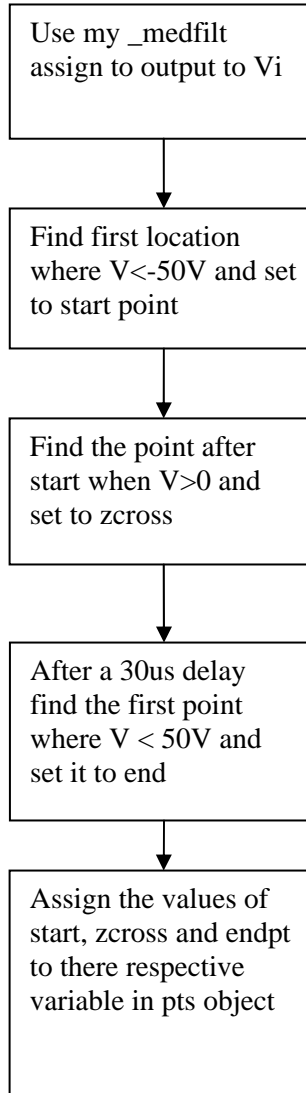 Use my _medfilt
assign to output to Vi
Find first location
where V<-50V and set
to start point
Find the point after
start when V>0 and
set to zcross
After a 30us delay
find the first point
where V < 50V and
set it to end
Assign the values of
start, zcross and endpt
to there respective
variable in pts object